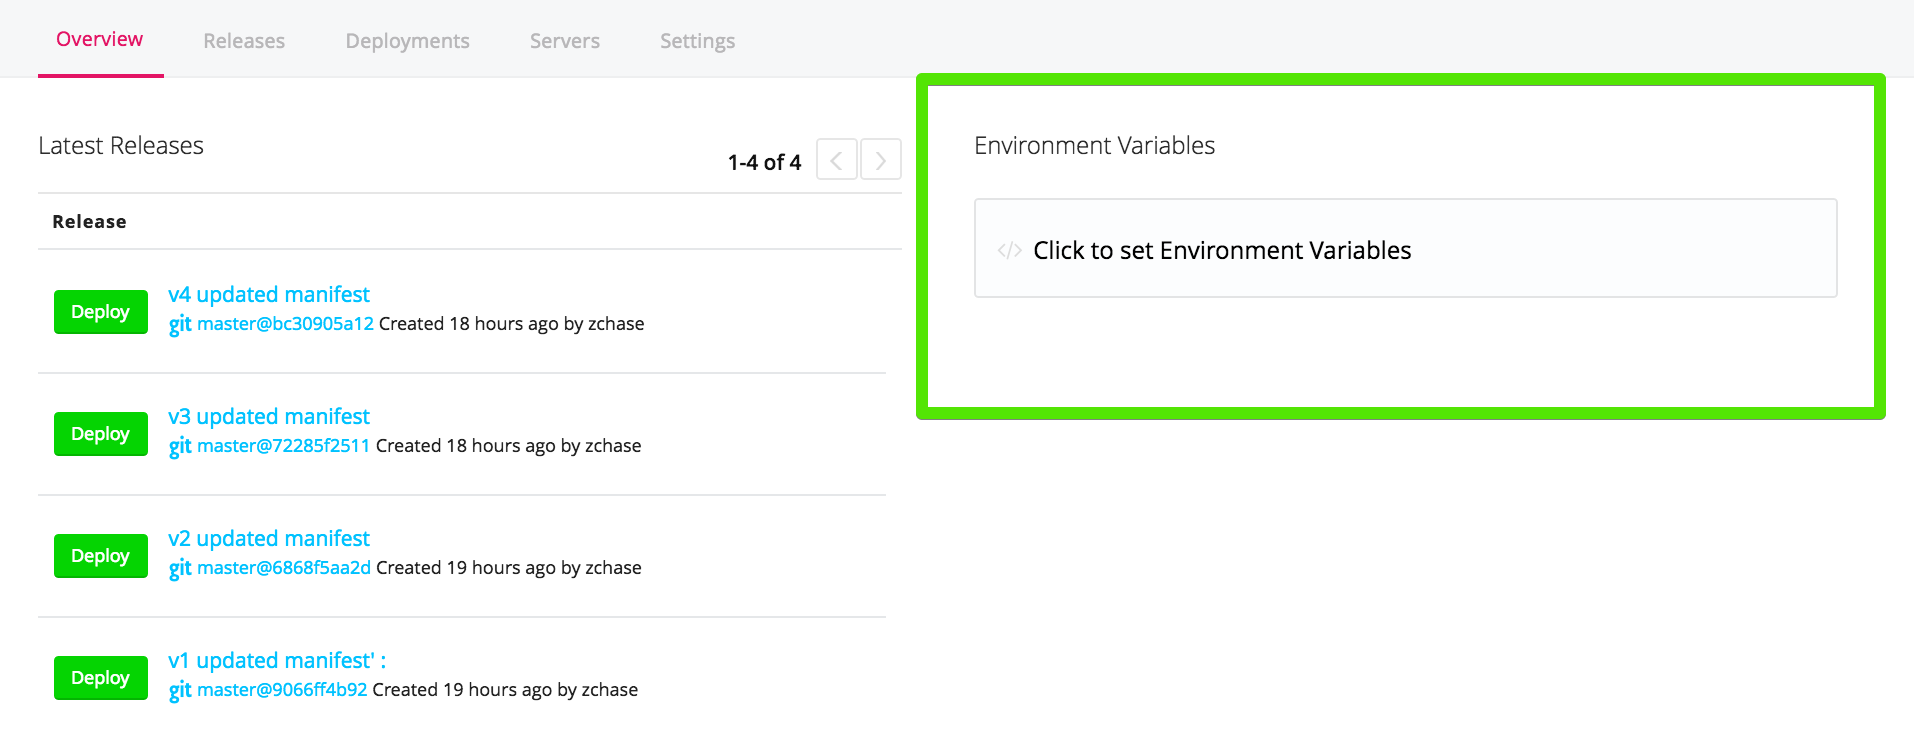 Overview Releases Deployments Servers Settings
Latest Releases
1-4 of 4
Release
Deploy
v4 updated manifest
git master@bc30905a12 Created 18 hours ago by zchase
Deploy
v3 updated manifest
git master@72285f2511 Created 18 hours ago by zchase
Deploy
v2 updated manifest
git master@6868f5aa2d Created 19 hours ago by zchase
Deploy
v1 updated manifest' :
git master@9066ff4b92 Created 19 hours ago by zchase
Environment Variables
</> Click to set Environment Variables